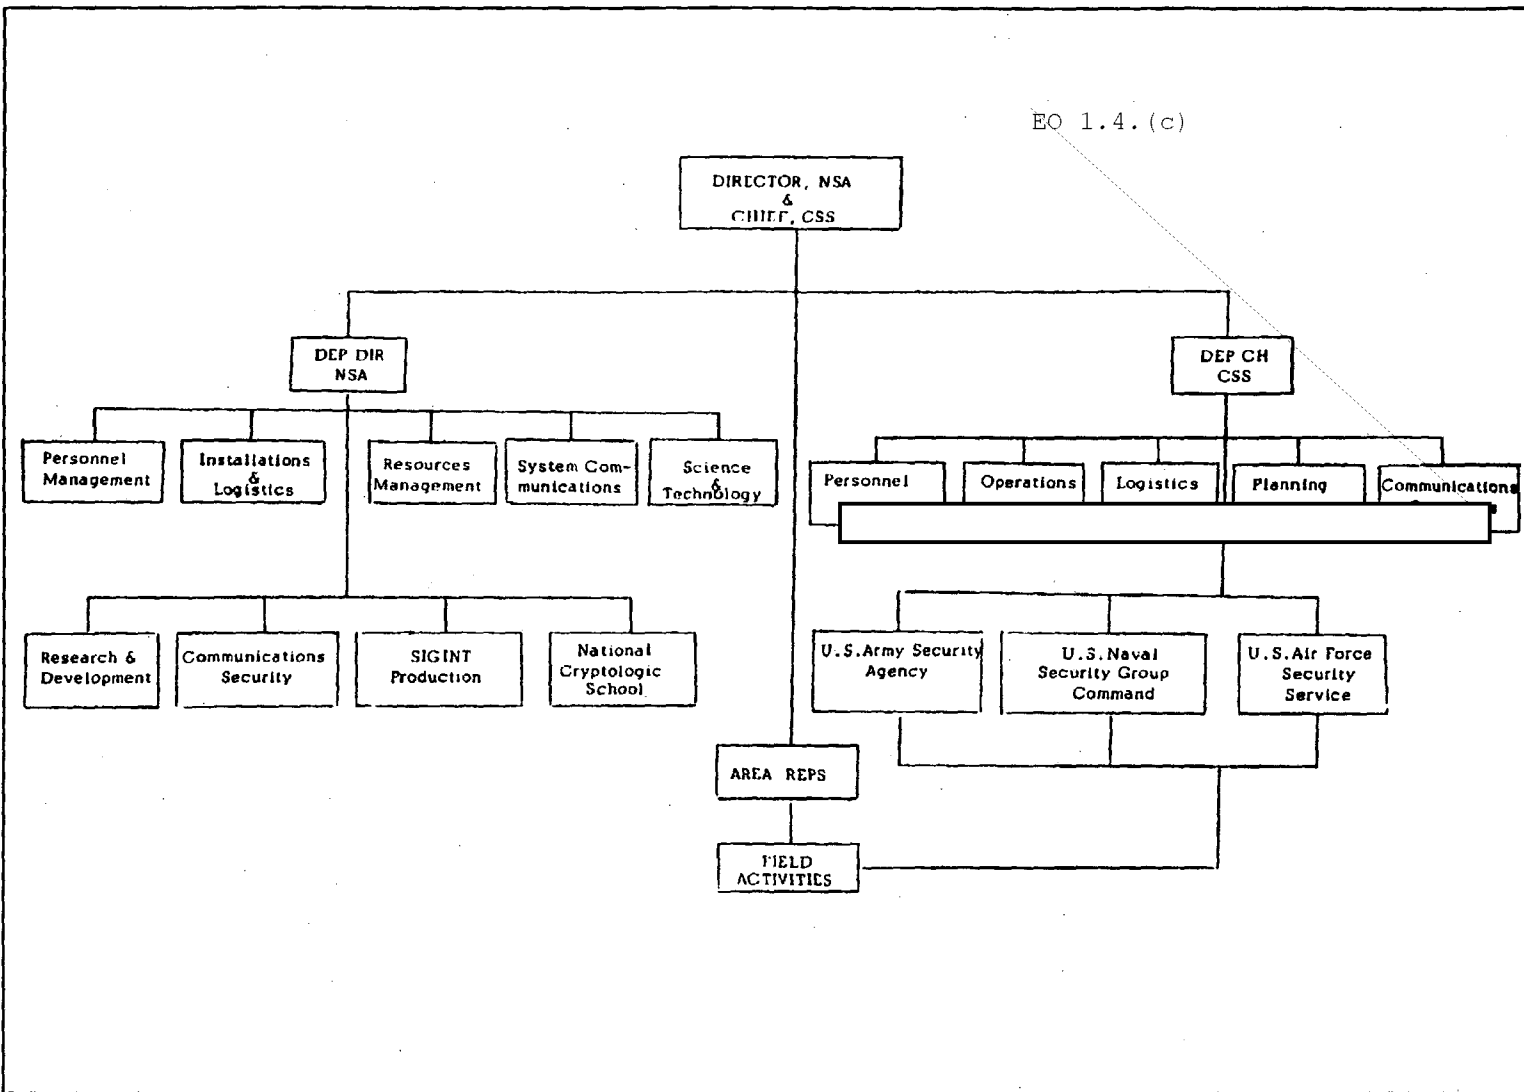 EO 1.4.(c)
DIRECTOR, NSA
&
CHIEF, CSS
DEP DIR
NSA
DEP CH
CSS
Personnel
Management
Installations
&
Logistics
Resources
Management
System Com-
munications
Science
&
Technology
Personnel
Operations
Logistics
Planning
Communications
Research &
Development
Communications
Security
SIGINT
Production
National
Cryptologic
School
U.S.Army Security
Agency
U.S.Naval
Security Group
Command
U.S.Air Force
Security
Service
AREA REPS
FIELD
ACTIVITIES